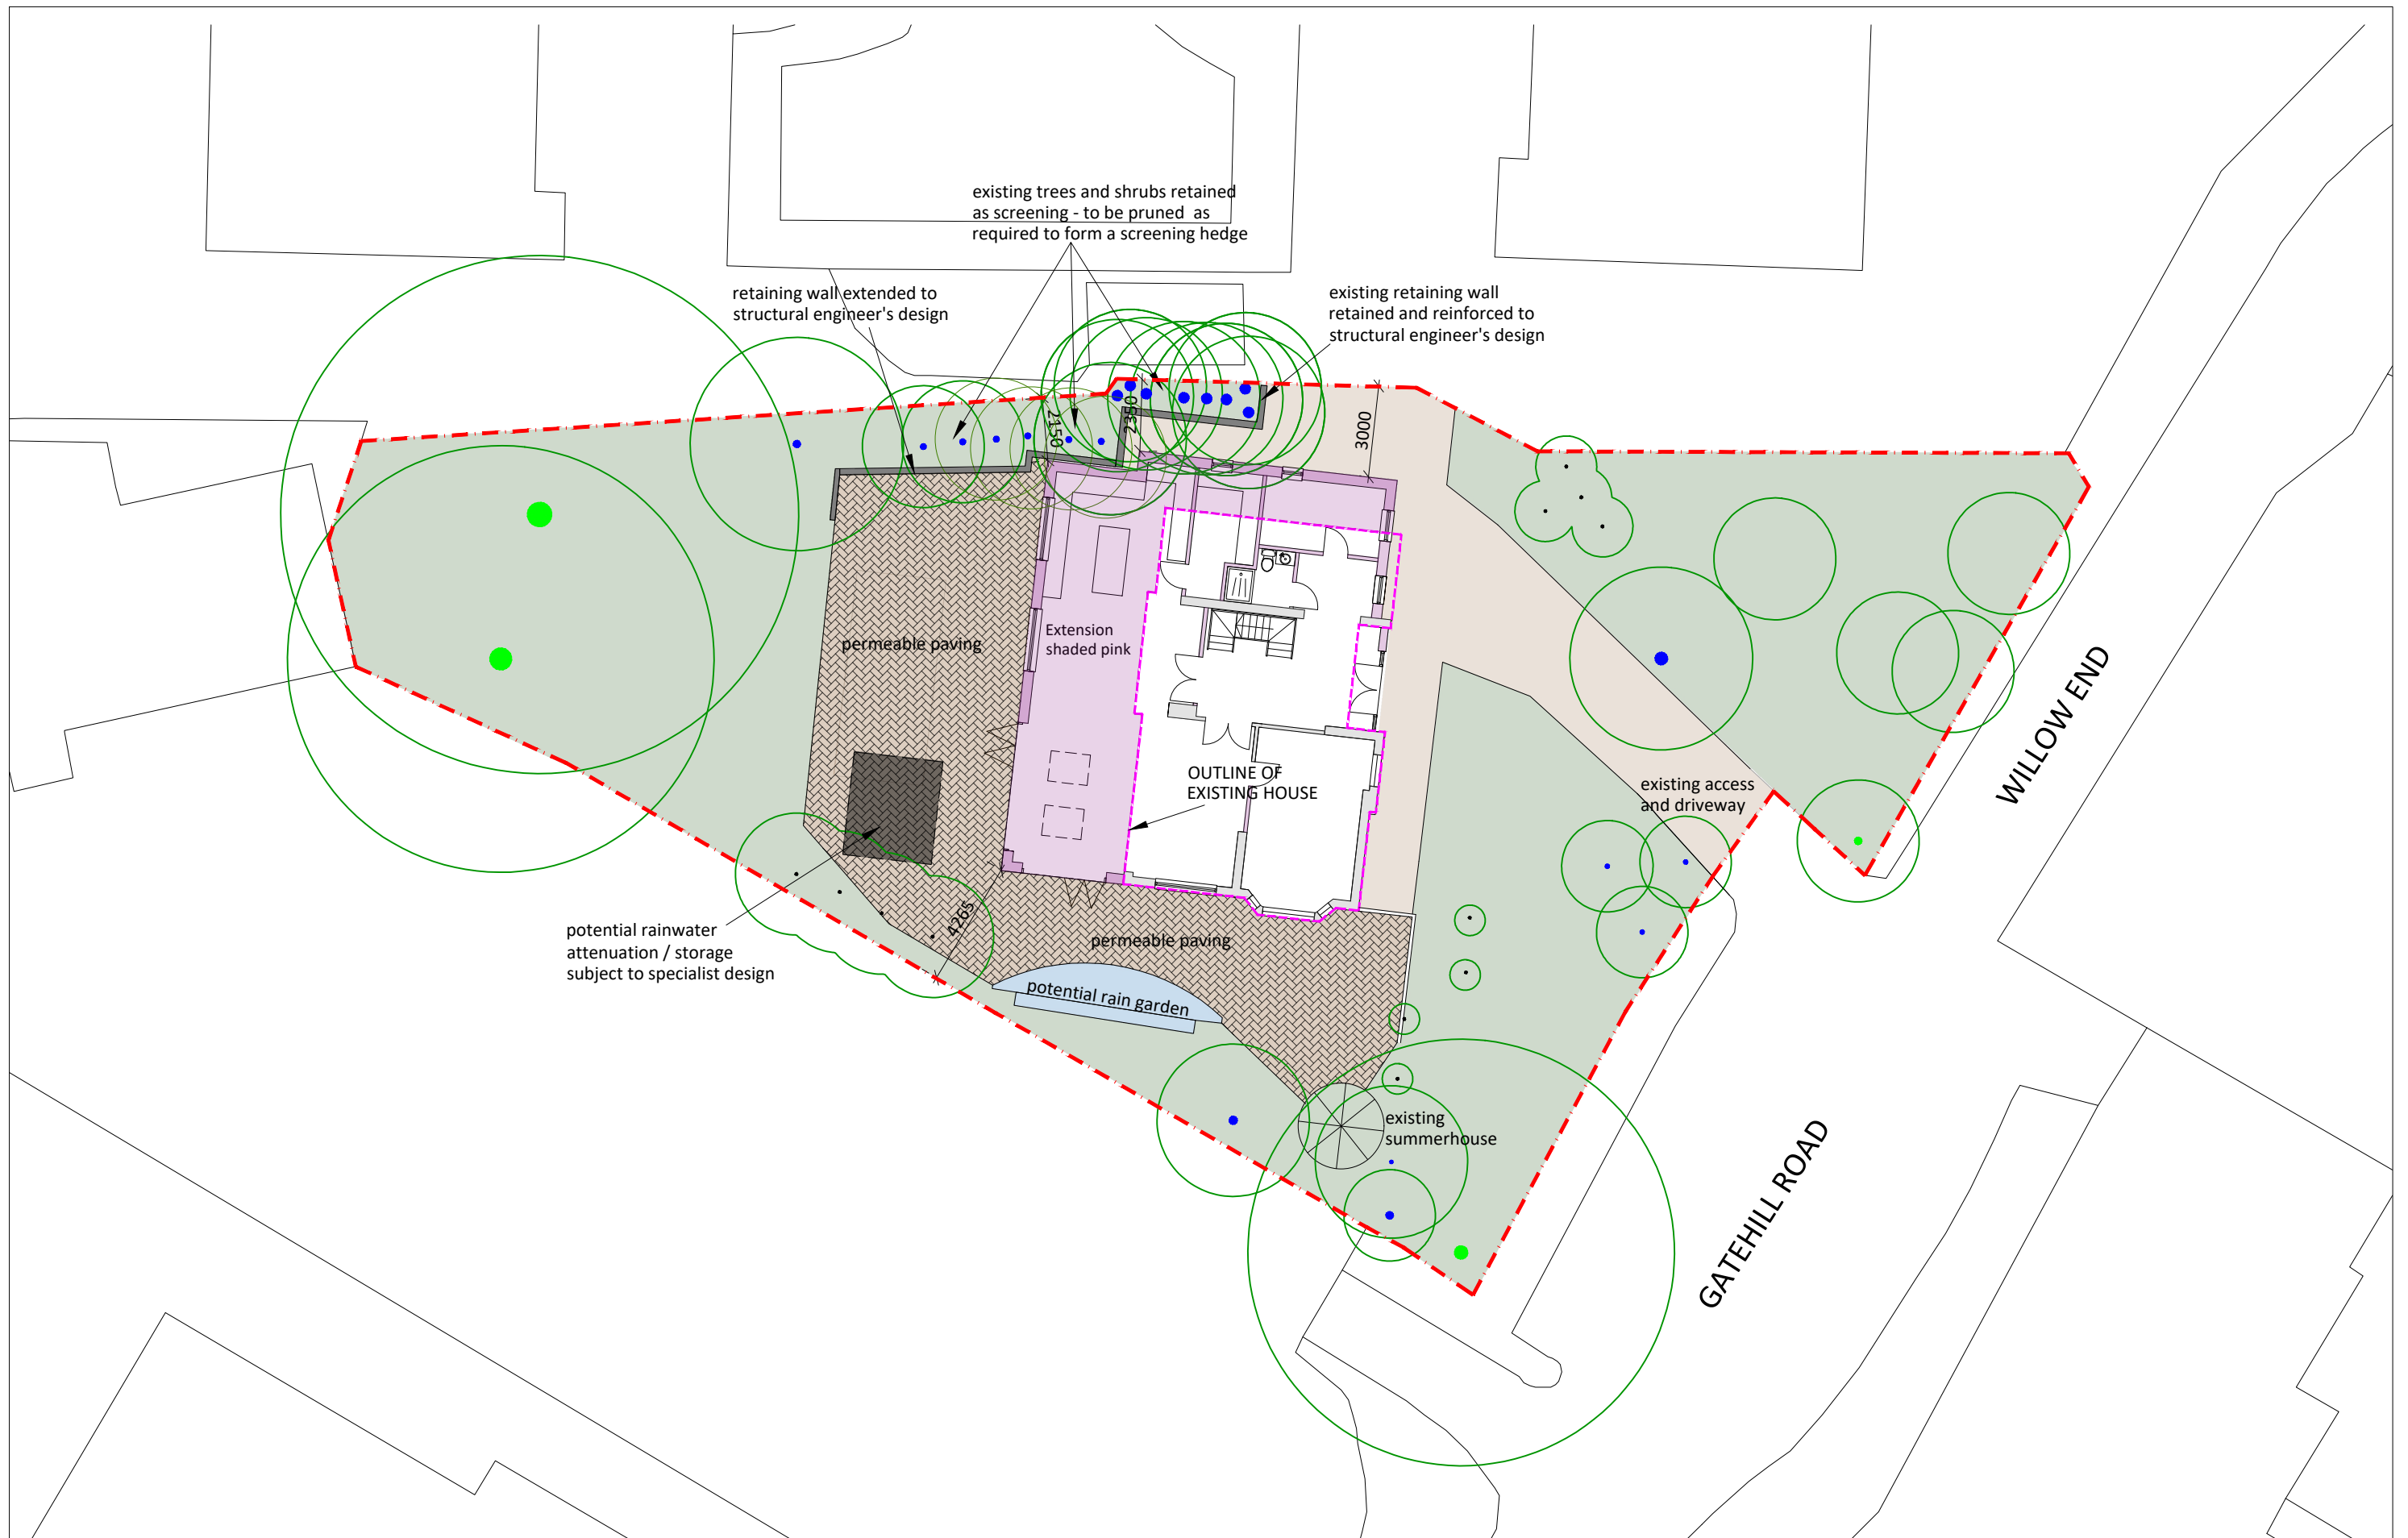 existing trees and shrubs retained
as screening - to be pruned as
required to form a screening hedge
retaining wall extended to
structural engineer's design
existing retaining wall
retained and reinforced to
structural engineer's design
2150
2350
3000
permeable paving
Extension
shaded pink
OUTLINE OF
EXISTING HOUSE
existing access
and driveway
WILLOW END
potential rainwater
attenuation / storage
subject to specialist design
4265
permeable paving
potential rain garden
existing
summerhouse
GATEHILL ROAD